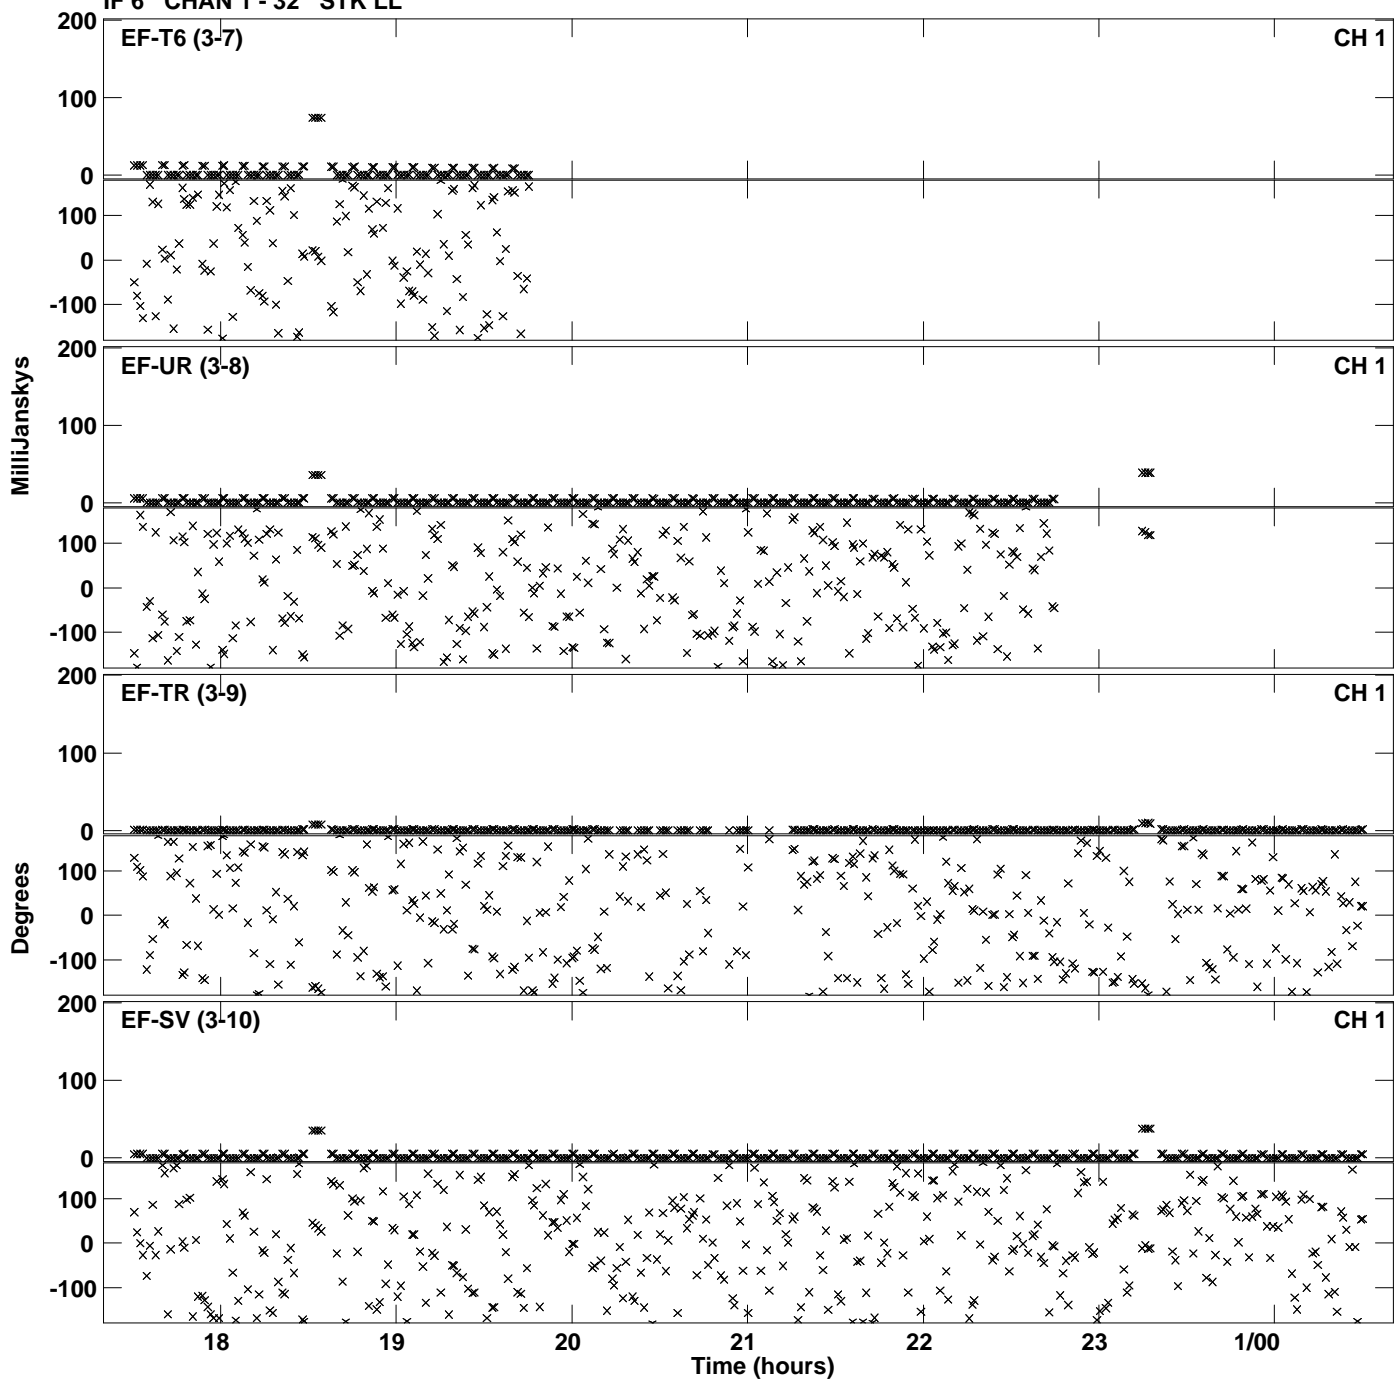 IF 6 CHAN 1 - 32 STK LL
200
EF-T6 (3-7) CH 1
100
0
100
0
-100
200
EF-UR (3-8) CH 1
100
0
100
0
-100
200
EF-TR (3-9) CH 1
100
0
100
0
-100
200
EF-SV (3-10) CH 1
100
0
100
0
-100
MilliJanskys
Degrees
18 19 20 21 22 23 1/00
Time (hours)